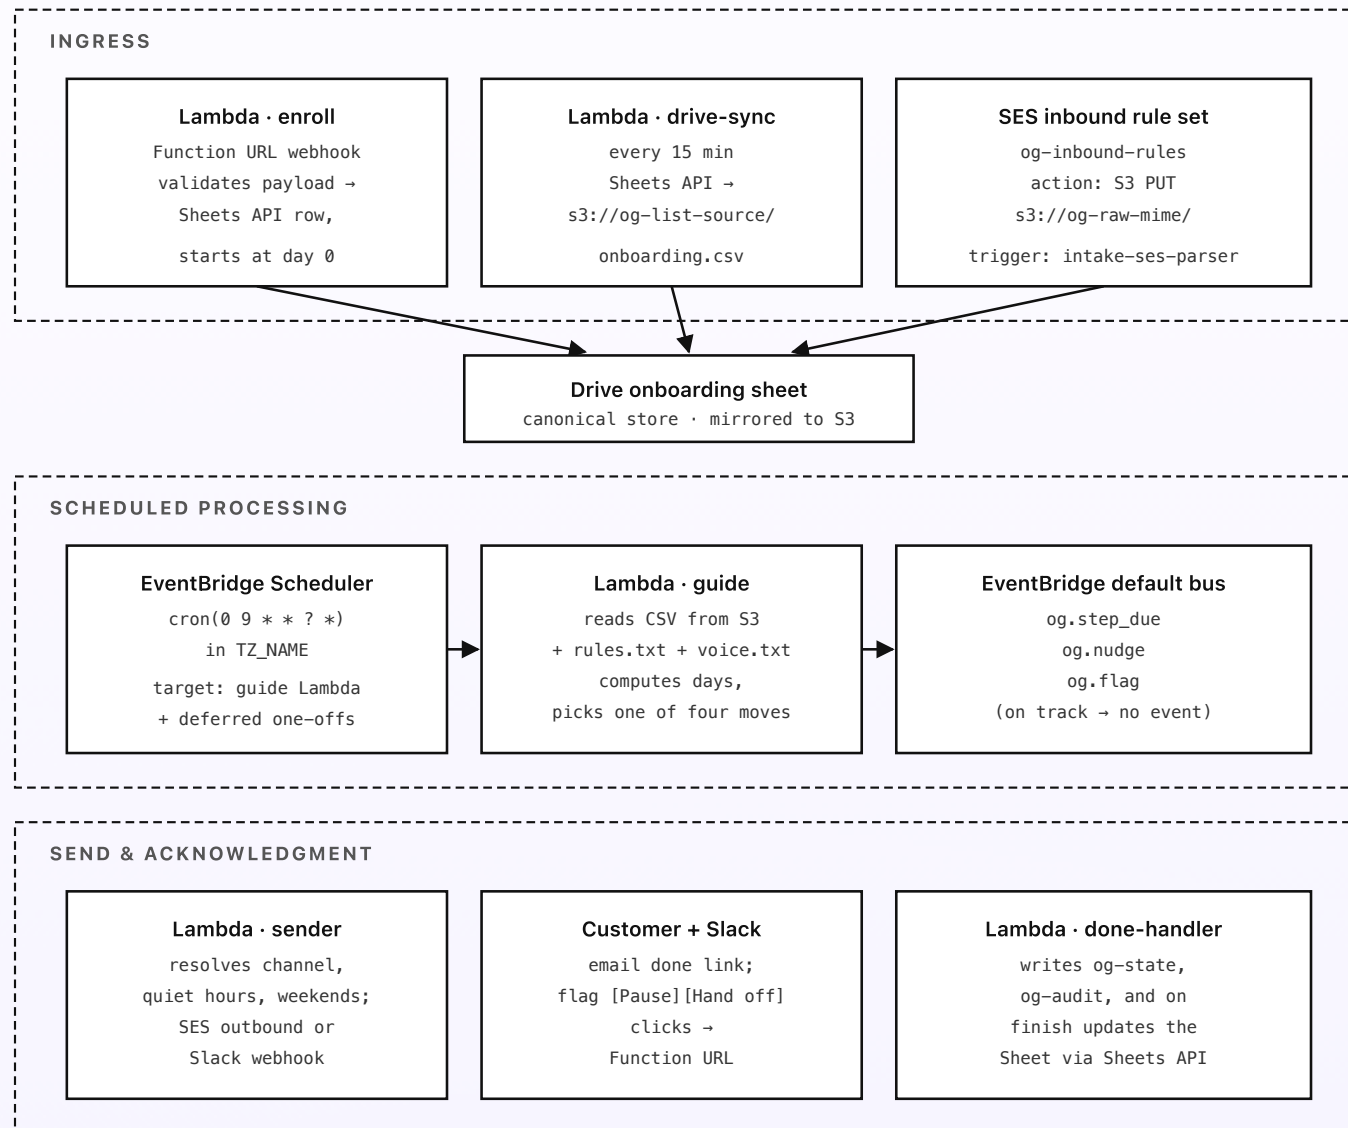 INGRESS
Lambda · enroll
Function URL webhook
validates payload →
Sheets API row,
starts at day 0
Lambda · drive-sync
every 15 min
Sheets API →
s3://og-list-source/
onboarding.csv
SES inbound rule set
og-inbound-rules
action: S3 PUT
s3://og-raw-mime/
trigger: intake-ses-parser
Drive onboarding sheet
canonical store · mirrored to S3
SCHEDULED PROCESSING
EventBridge Scheduler
cron(0 9 * * ? *)
in TZ_NAME
target: guide Lambda
+ deferred one-offs
Lambda · guide
reads CSV from S3
+ rules.txt + voice.txt
computes days,
picks one of four moves
EventBridge default bus
og.step_due
og.nudge
og.flag
(on track → no event)
SEND & ACKNOWLEDGMENT
Lambda · sender
resolves channel,
quiet hours, weekends;
SES outbound or
Slack webhook
Customer + Slack
email done link;
flag [Pause][Hand off]
clicks →
Function URL
Lambda · done-handler
writes og-state,
og-audit, and on
finish updates the
Sheet via Sheets API